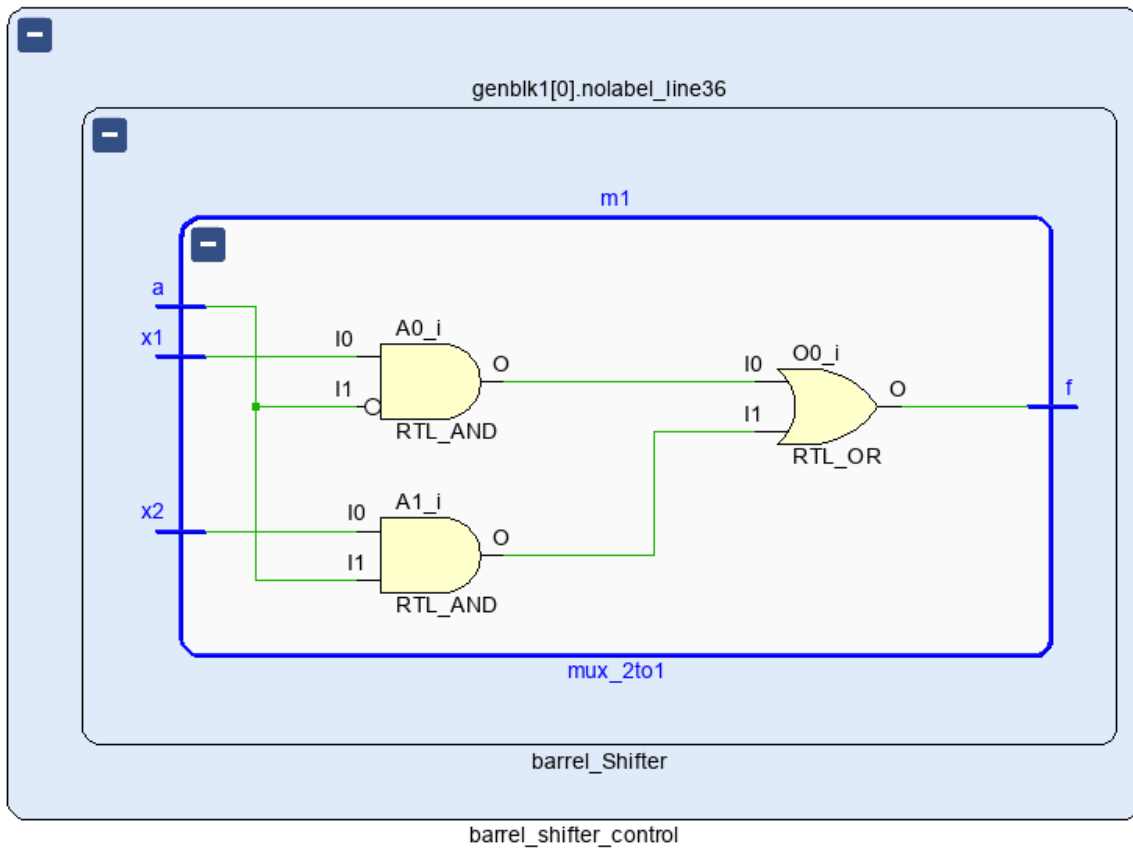 genblk1[0].nolabel_line36
m1
a
x1
I0
A0_i
O
I1
RTL_AND
I0
O0_i
O
f
I1
RTL_OR
x2
I0
A1_i
O
I1
RTL_AND
mux_2to1
barrel_Shifter
barrel_shifter_control